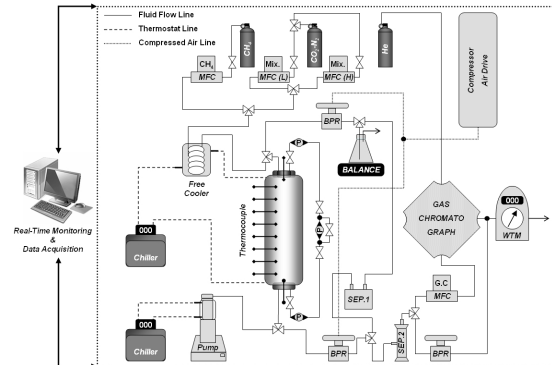 Fluid Flow Line
Thermostat Line
Compressed Air Line
CH4
CO2-N2
He
CH4
MFC
Mix.
MFC (L)
Mix.
MFC (H)
Compressor
Air Drive
BPR
BALANCE
Free
Cooler
Thermocouple
P
P
P
000
Chiller
000
Chiller
Pump
Real-Time Monitoring
&
Data Acquisition
GAS
CHROMATO
GRAPH
000
WTM
G.C
MFC
SEP.1
SEP.2
BPR
BPR